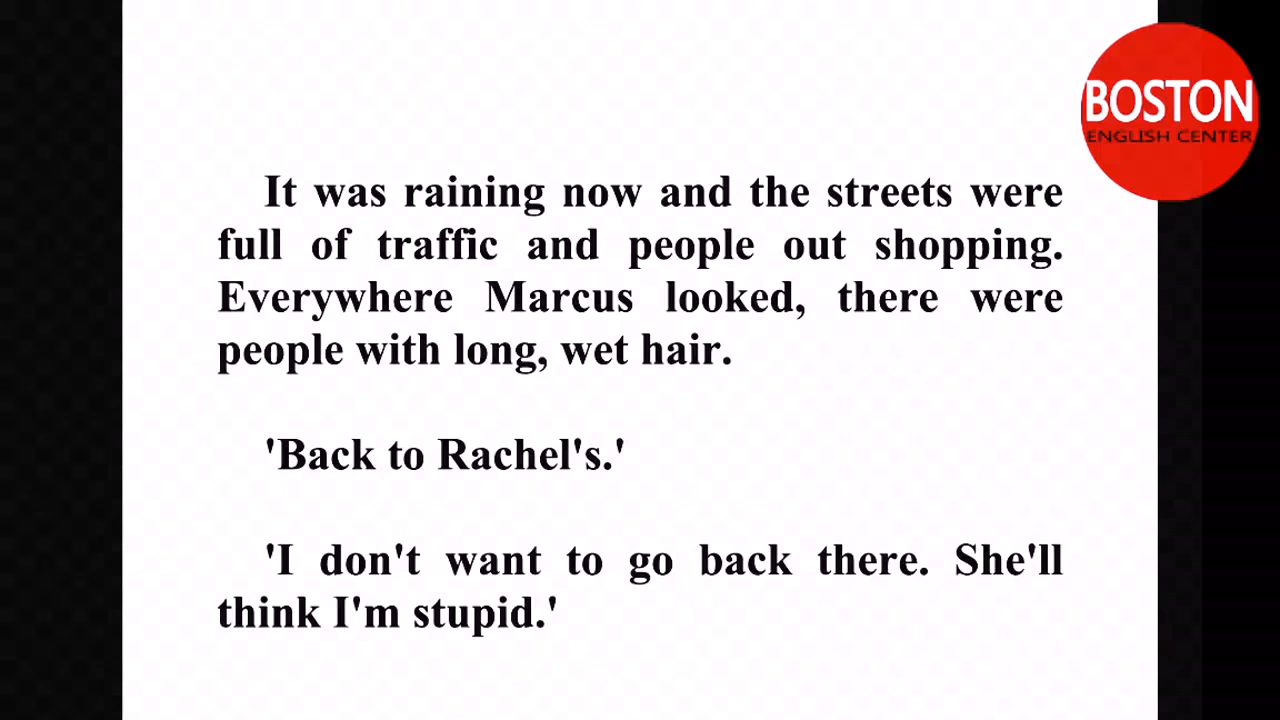 BOSTON
ENGLISH CENTER
It was raining now and the streets were
full of traffic and people out shopping.
Everywhere Marcus looked, there were
people with long, wet hair.
'Back to Rachel's.'
'I don't want to go back there. She'll
think I'm stupid.'